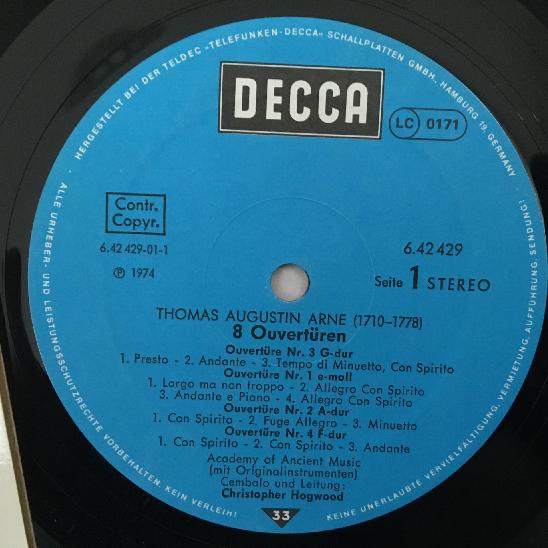 HERGESTELLT BEI DER TELDEC »TELEFUNKEN-DECCA« SCHALLPLATTEN GMBH, HAMBURG 19, GERMANY
DECCA
LC 0171
Contr.
Copyr.
6.42 429-01-1
℗ 1974
6.42 429
Seite 1 STEREO
THOMAS AUGUSTIN ARNE (1710–1778)
8 Ouvertüren
Ouvertüre Nr. 3 G-dur
1. Presto - 2. Andante - 3. Tempo di Minuetto, Con Spirito
Ouvertüre Nr. 1 e-moll
1. Largo ma non troppo - 2. Allegro Con Spirito
3. Andante e Piano - 4. Allegro Con Spirito
Ouvertüre Nr. 2 A-dur
1. Con Spirito - 2. Fuge Allegro - 3. Minuetto
Ouvertüre Nr. 4 F-dur
1. Con Spirito - 2. Con Spirito - 3. Andante
Academy of Ancient Music
(mit Originalinstrumenten)
Cembalo und Leitung:
Christopher Hogwood
33
ALLE URHEBER- UND LEISTUNGSSCHUTZRECHTE VORBEHALTEN. KEIN VERLEIH!
KEINE UNERLAUBTE VERVIELFÄLTIGUNG, VERMIETUNG, AUFFÜHRUNG, SENDUNG!